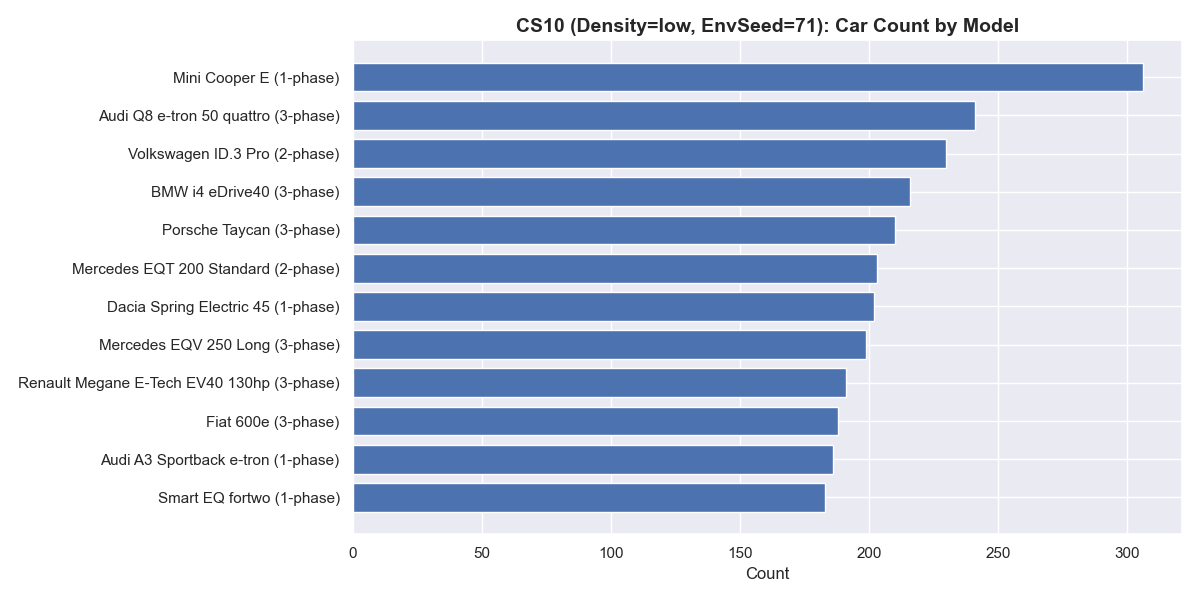 CS10 (Density=low, EnvSeed=71): Car Count by Model
Mini Cooper E (1-phase)
Audi Q8 e-tron 50 quattro (3-phase)
Volkswagen ID.3 Pro (2-phase)
BMW i4 eDrive40 (3-phase)
Porsche Taycan (3-phase)
Mercedes EQT 200 Standard (2-phase)
Dacia Spring Electric 45 (1-phase)
Mercedes EQV 250 Long (3-phase)
Renault Megane E-Tech EV40 130hp (3-phase)
Fiat 600e (3-phase)
Audi A3 Sportback e-tron (1-phase)
Smart EQ fortwo (1-phase)
0 50 100 150 200 250 300
Count